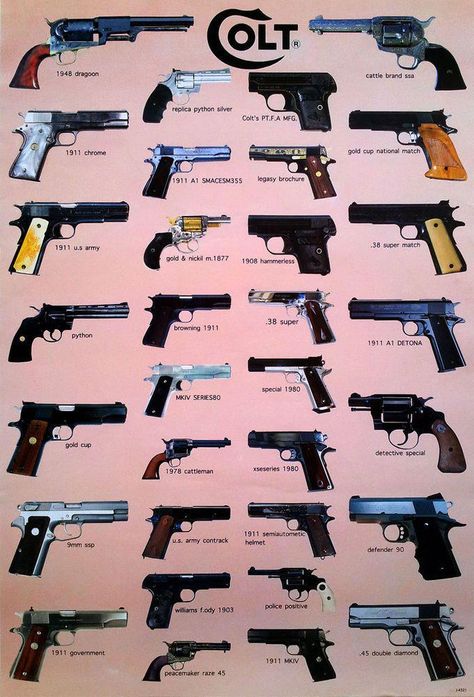 COLT®
1948 dragoon
replica python silver
Colt's PT.F.A MFG.
cattle brand ssa
1911 chrome
1911 A1 SMACESM355
legasy brochure
gold cup national match
1911 u.s army
gold & nickil m.1877
1908 hammerless
.38 super match
python
browning 1911
.38 super
1911 A1 DETONA
MKIV SERIES80
special 1980
gold cup
1978 cattleman
xseseries 1980
detective special
9mm ssp
u.s. army contrack
1911 semiautometic
helmet
defender 90
williams f.ody 1903
police positive
1911 government
peacemaker raze 45
1911 MKIV
.45 double diamond